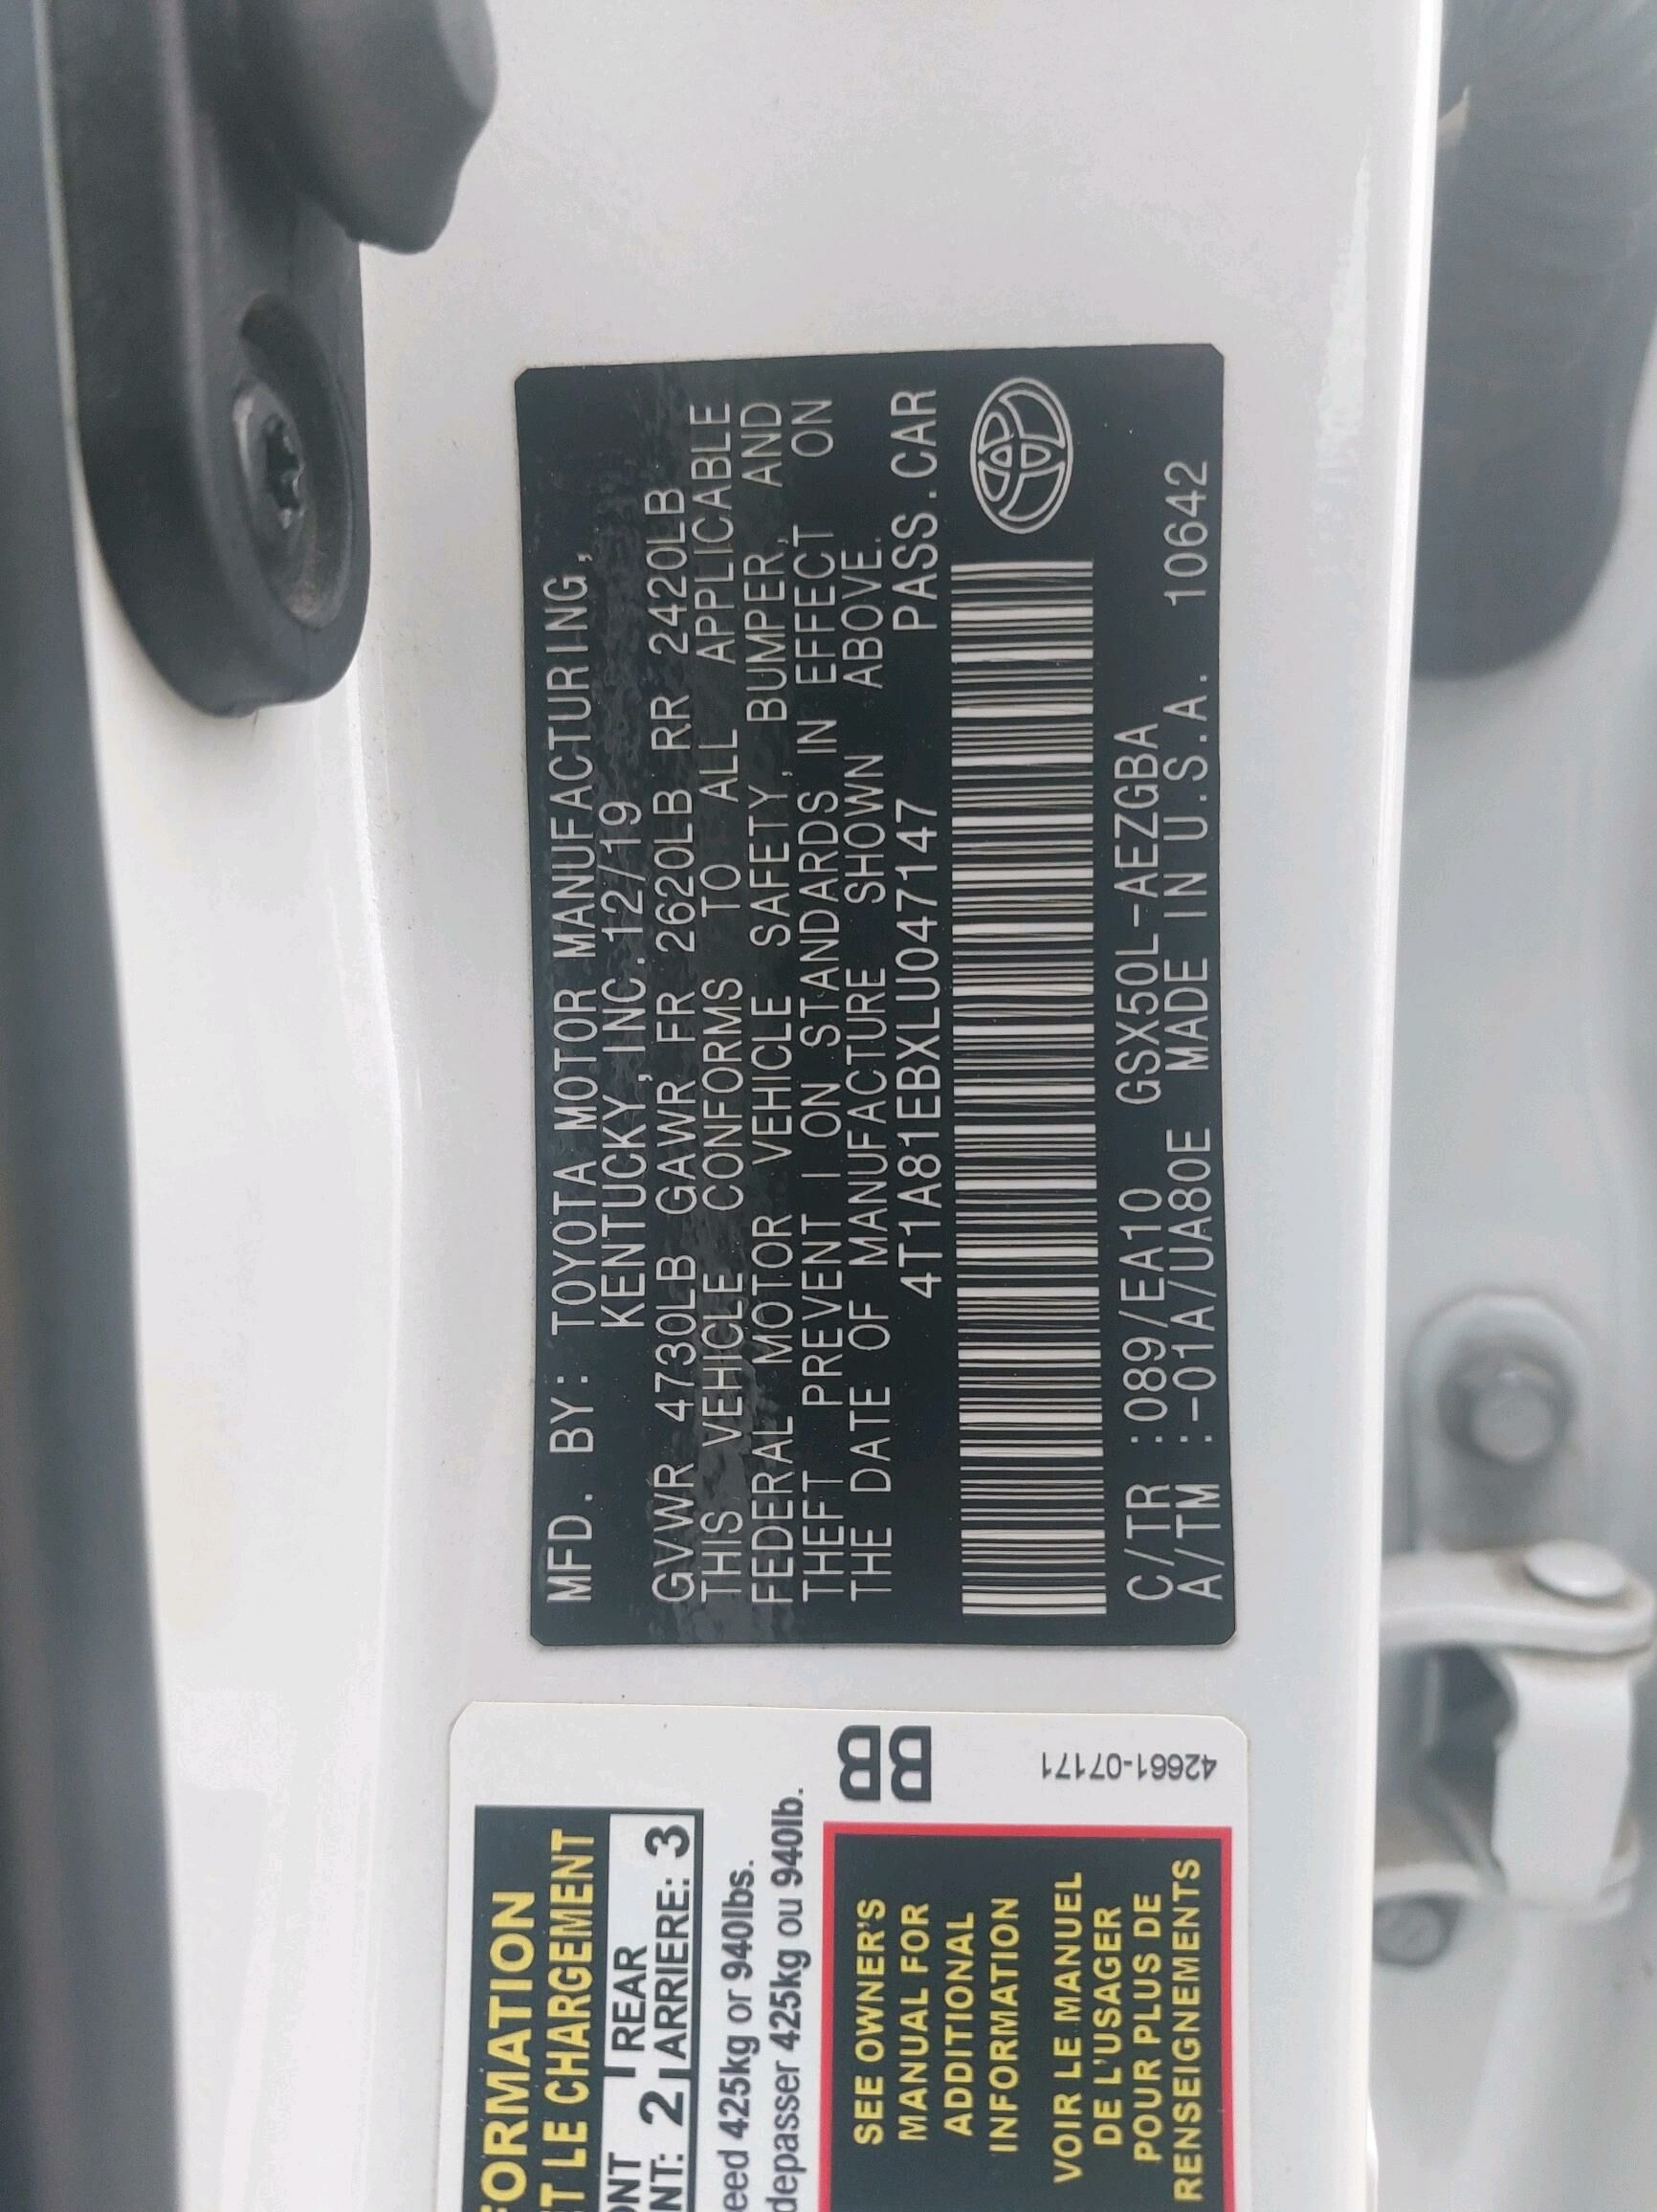 MFD. BY: TOYOTA MOTOR MANUFACTURING,
KENTUCKY, INC. 12/19
GVWR 4730LB GAWR FR 2620LB RR 2420LB
THIS VEHICLE CONFORMS TO ALL APPLICABLE
FEDERAL MOTOR VEHICLE SAFETY, BUMPER, AND
THEFT PREVENTION STANDARDS IN EFFECT ON
THE DATE OF MANUFACTURE SHOWN ABOVE.
4T1A81EBXLU047147 PASS.CAR
C/TR :089/EA10 GSX50L-AEZGBA
A/TM :-01A/UA80E MADE IN U.S.A. 10642
REAR
2 ARRIERE: 3
425kg or 940lbs.
depasser 425kg ou 940lb.
LE CHARGEMENT
BB
42661-07171
SEE OWNER'S
MANUAL FOR
ADDITIONAL
INFORMATION
VOIR LE MANUEL
DE L'USAGER
POUR PLUS DE
RENSEIGNEMENTS